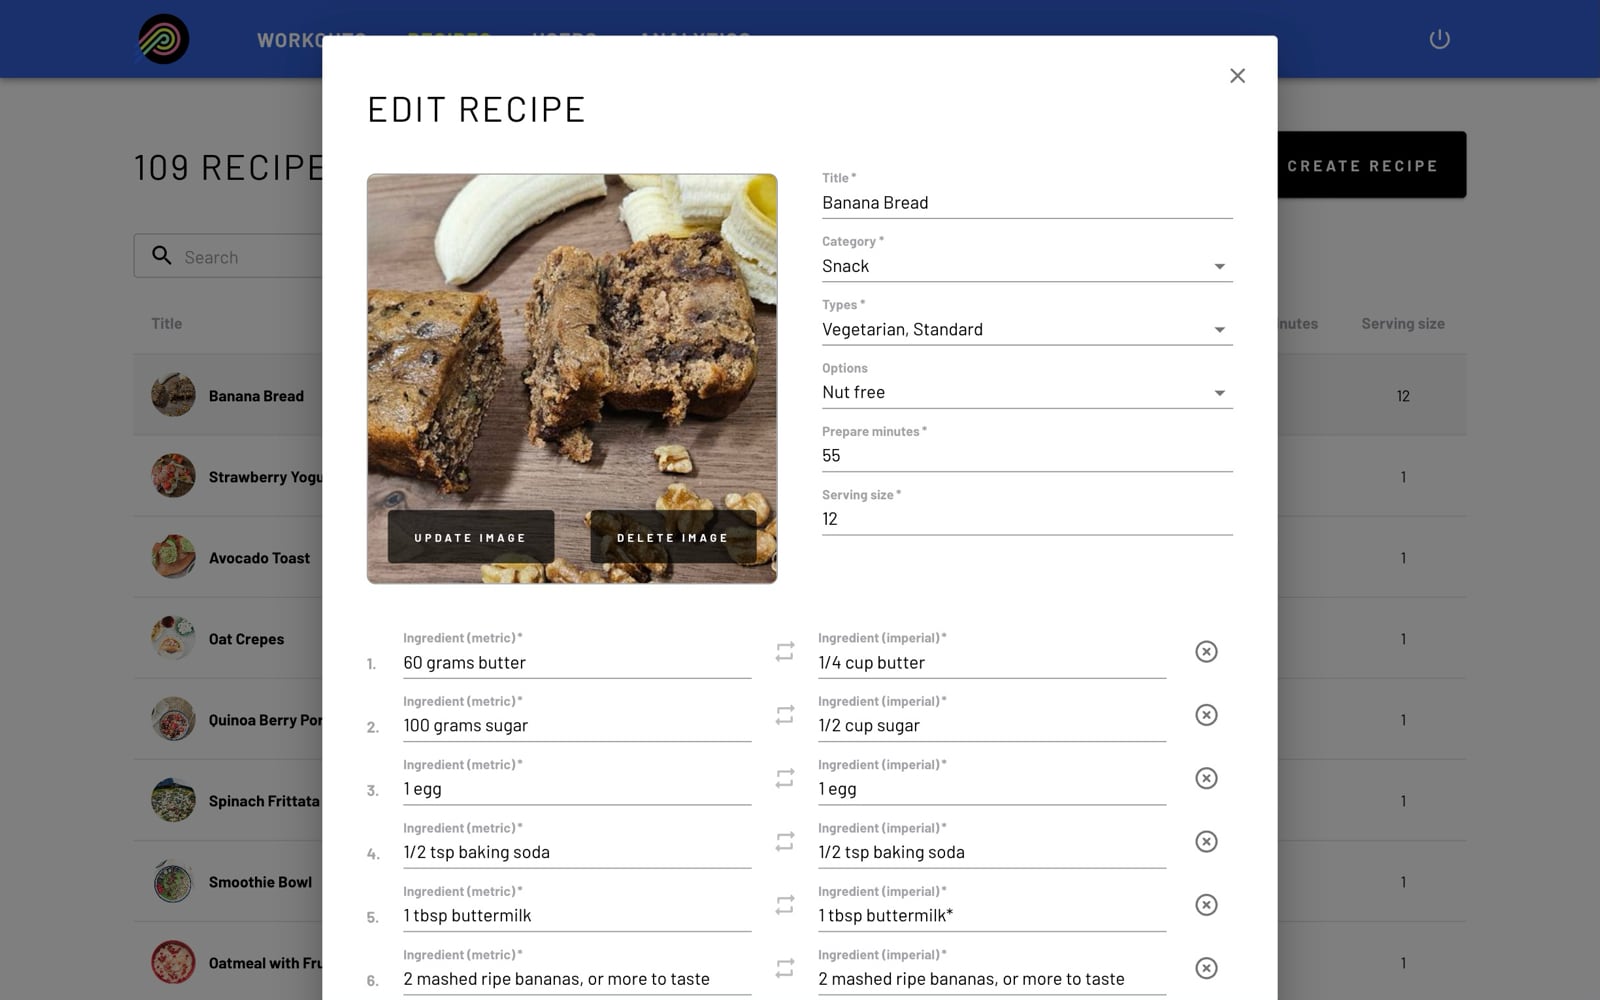 WORKOUTS RECIPES USERS ANALYTICS
EDIT RECIPE
109 RECIPE
CREATE RECIPE
Search
Title
Serving size
Banana Bread
12
Strawberry Yogu
1
Avocado Toast
1
Oat Crepes
1
Quinoa Berry Por
1
Spinach Frittata
1
Smoothie Bowl
1
Oatmeal with Fru
1
UPDATE IMAGE
DELETE IMAGE
Title *
Banana Bread
Category *
Snack
Types *
Vegetarian, Standard
Options
Nut free
Prepare minutes *
55
Serving size *
12
Ingredient (metric) *
Ingredient (imperial) *
1. 60 grams butter
1/4 cup butter
Ingredient (metric) *
Ingredient (imperial) *
2. 100 grams sugar
1/2 cup sugar
Ingredient (metric) *
Ingredient (imperial) *
3. 1 egg
1 egg
Ingredient (metric) *
Ingredient (imperial) *
4. 1/2 tsp baking soda
1/2 tsp baking soda
Ingredient (metric) *
Ingredient (imperial) *
5. 1 tbsp buttermilk
1 tbsp buttermilk*
Ingredient (metric) *
Ingredient (imperial) *
6. 2 mashed ripe bananas, or more to taste
2 mashed ripe bananas, or more to taste